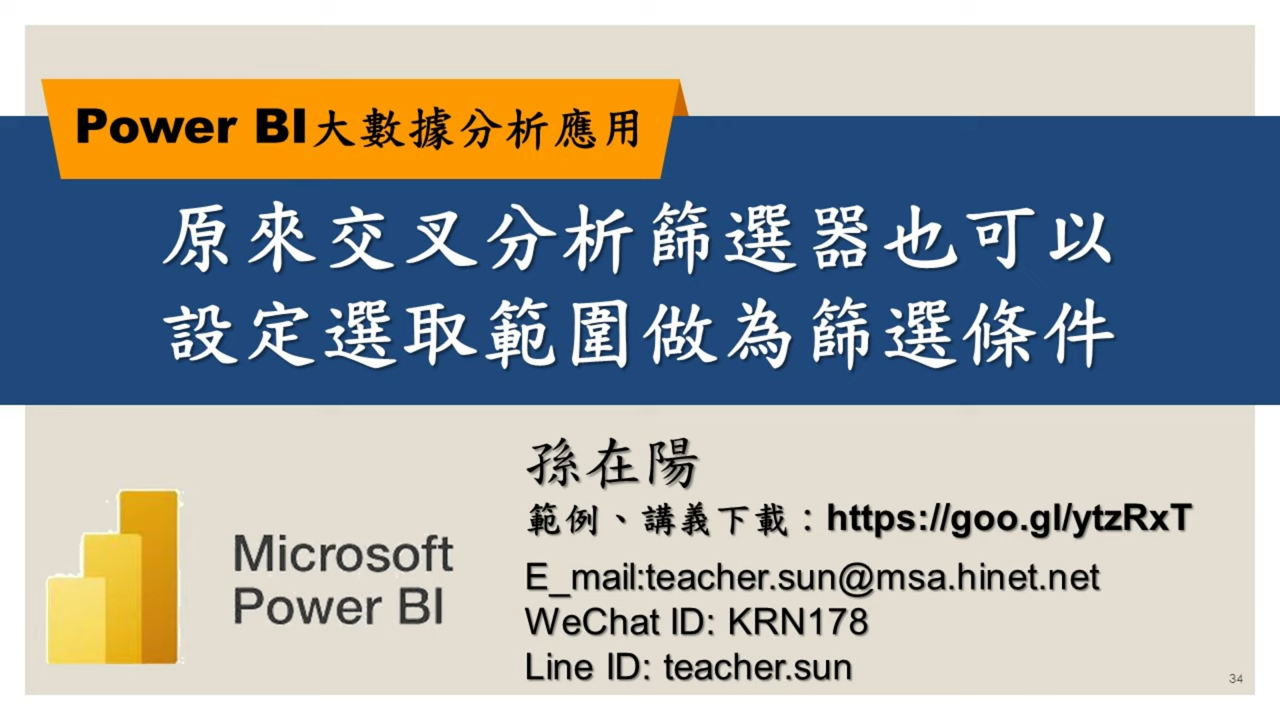 Power BI大數據分析應用
原來交叉分析篩選器也可以
設定選取範圍做為篩選條件
孫在陽
範例、講義下載：https://goo.gl/ytzRxT
E_mail:teacher.sun@msa.hinet.net
WeChat ID: KRN178
Line ID: teacher.sun
Microsoft
Power BI
34